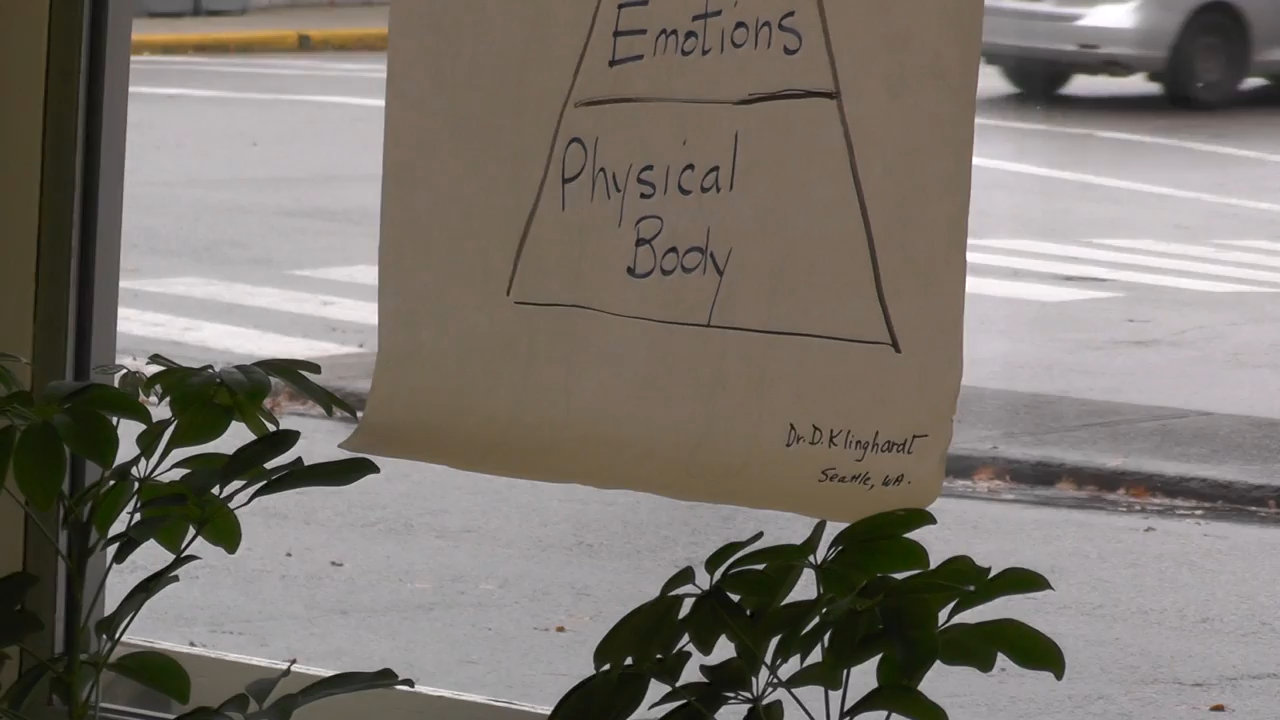 Emotions
Physical
Body
Dr. D. Klinghardt
Seattle, WA.